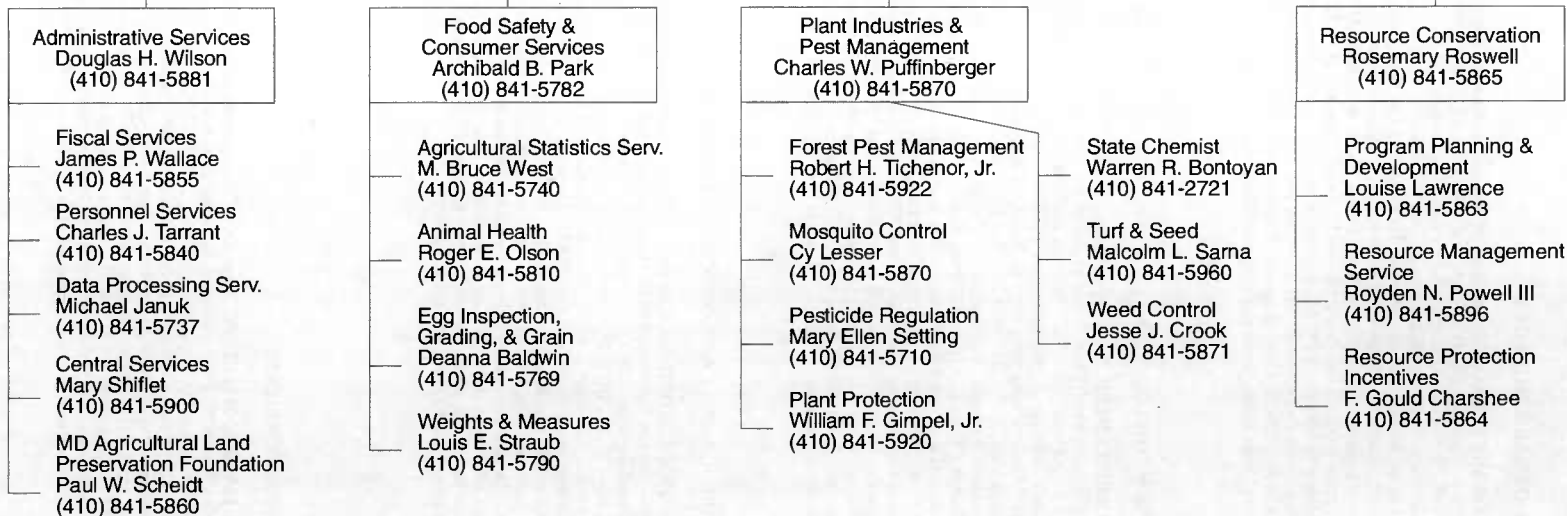 Administrative Services
Douglas H. Wilson
(410) 841-5881
Fiscal Services
James P. Wallace
(410) 841-5855
Personnel Services
Charles J. Tarrant
(410) 841-5840
Data Processing Serv.
Michael Januk
(410) 841-5737
Central Services
Mary Shiflet
(410) 841-5900
MD Agricultural Land
Preservation Foundation
Paul W. Scheidt
(410) 841-5860
Food Safety &
Consumer Services
Archibald B. Park
(410) 841-5782
Agricultural Statistics Serv.
M. Bruce West
(410) 841-5740
Animal Health
Roger E. Olson
(410) 841-5810
Egg Inspection,
Grading, & Grain
Deanna Baldwin
(410) 841-5769
Weights & Measures
Louis E. Straub
(410) 841-5790
Plant Industries &
Pest Management
Charles W. Puffinberger
(410) 841-5870
Forest Pest Management
Robert H. Tichenor, Jr.
(410) 841-5922
Mosquito Control
Cy Lesser
(410) 841-5870
Pesticide Regulation
Mary Ellen Setting
(410) 841-5710
Plant Protection
William F. Gimpel, Jr.
(410) 841-5920
State Chemist
Warren R. Bontoyan
(410) 841-2721
Turf & Seed
Malcolm L. Sarna
(410) 841-5960
Weed Control
Jesse J. Crook
(410) 841-5871
Resource Conservation
Rosemary Roswell
(410) 841-5865
Program Planning &
Development
Louise Lawrence
(410) 841-5863
Resource Management
Service
Royden N. Powell III
(410) 841-5896
Resource Protection
Incentives
F. Gould Charshee
(410) 841-5864